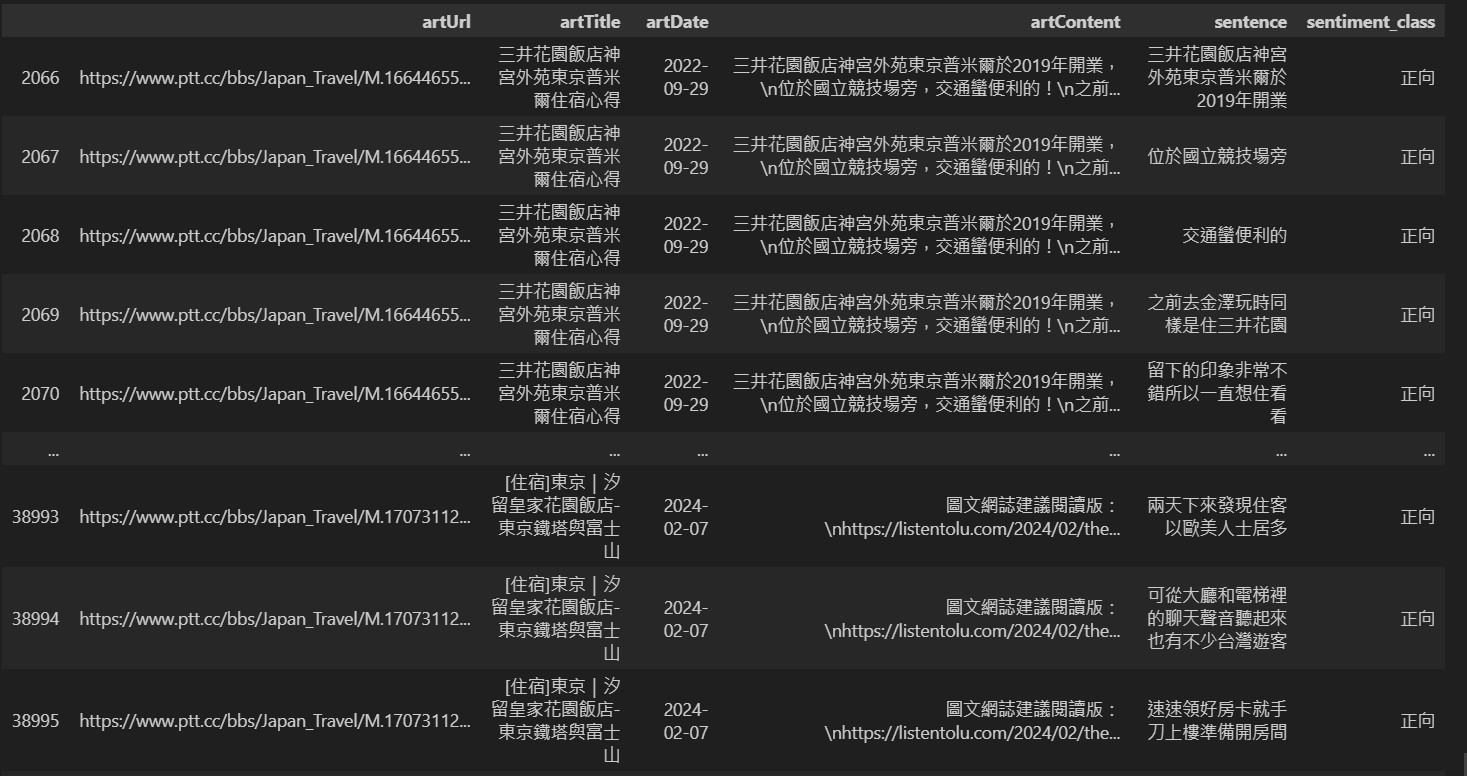 artUrl artTitle artDate artContent sentence sentiment_class
三井花園飯店神 三井花園飯店神宮
2066 https://www.ptt.cc/bbs/Japan_Travel/M.16644655... 宮外苑東京普米 2022- 三井花園飯店神宮外苑東京普米爾於2019年開業， 外苑東京普米爾於 正向
爾住宿心得 09-29 \n位於國立競技場旁，交通蠻便利的！\n之前... 2019年開業
三井花園飯店神
2067 https://www.ptt.cc/bbs/Japan_Travel/M.16644655... 宮外苑東京普米 2022- 三井花園飯店神宮外苑東京普米爾於2019年開業， 位於國立競技場旁 正向
爾住宿心得 09-29 \n位於國立競技場旁，交通蠻便利的！\n之前...
三井花園飯店神
2068 https://www.ptt.cc/bbs/Japan_Travel/M.16644655... 宮外苑東京普米 2022- 三井花園飯店神宮外苑東京普米爾於2019年開業， 交通蠻便利的 正向
爾住宿心得 09-29 \n位於國立競技場旁，交通蠻便利的！\n之前...
三井花園飯店神
2069 https://www.ptt.cc/bbs/Japan_Travel/M.16644655... 宮外苑東京普米 2022- 三井花園飯店神宮外苑東京普米爾於2019年開業， 之前去金澤玩時同 正向
爾住宿心得 09-29 \n位於國立競技場旁，交通蠻便利的！\n之前... 樣是住三井花園
三井花園飯店神 留下的印象非常不
2070 https://www.ptt.cc/bbs/Japan_Travel/M.16644655... 宮外苑東京普米 2022- 三井花園飯店神宮外苑東京普米爾於2019年開業， 錯所以一直想住看 正向
爾住宿心得 09-29 \n位於國立競技場旁，交通蠻便利的！\n之前... 看
... ... ... ... ... ... ...
[住宿]東京｜汐
38993 https://www.ptt.cc/bbs/Japan_Travel/M.17073112... 留皇家花園飯店- 2024- 圖文網誌建議閱讀版： 兩天下來發現住客 正向
東京鐵塔與富士 02-07 \nhttps://listentolu.com/2024/02/the... 以歐美人士居多
山
[住宿]東京｜汐 可從大廳和電梯裡
38994 https://www.ptt.cc/bbs/Japan_Travel/M.17073112... 留皇家花園飯店- 2024- 圖文網誌建議閱讀版： 的聊天聲音聽起來 正向
東京鐵塔與富士 02-07 \nhttps://listentolu.com/2024/02/the... 也有不少台灣遊客
山
[住宿]東京｜汐
38995 https://www.ptt.cc/bbs/Japan_Travel/M.17073112... 留皇家花園飯店- 2024- 圖文網誌建議閱讀版： 速速領好房卡就手 正向
東京鐵塔與富士 02-07 \nhttps://listentolu.com/2024/02/the... 刀上樓準備開房間
山